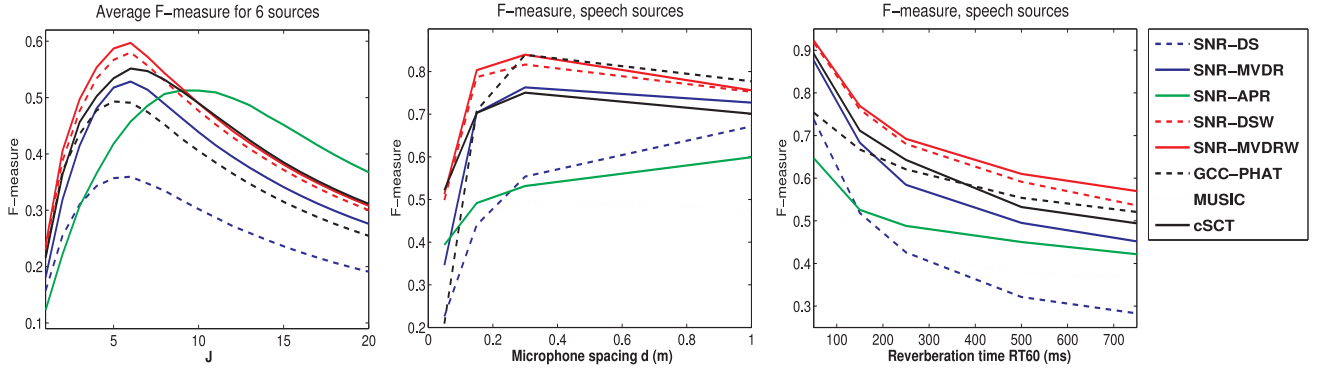 Average F−measure for 6 sources
F−measure
0.6
0.5
0.4
0.3
0.2
0.1
5
10
15
20
J
F−measure, speech sources
F−measure
0.8
0.7
0.6
0.5
0.4
0.3
0.2
0
0.2
0.4
0.6
0.8
1
Microphone spacing d (m)
F−measure, speech sources
F−measure
0.9
0.8
0.7
0.6
0.5
0.4
0.3
100
200
300
400
500
600
700
Reverberation time RT60 (ms)
SNR−DS
SNR−MVDR
SNR−APR
SNR−DSW
SNR−MVDRW
GCC−PHAT
MUSIC
cSCT